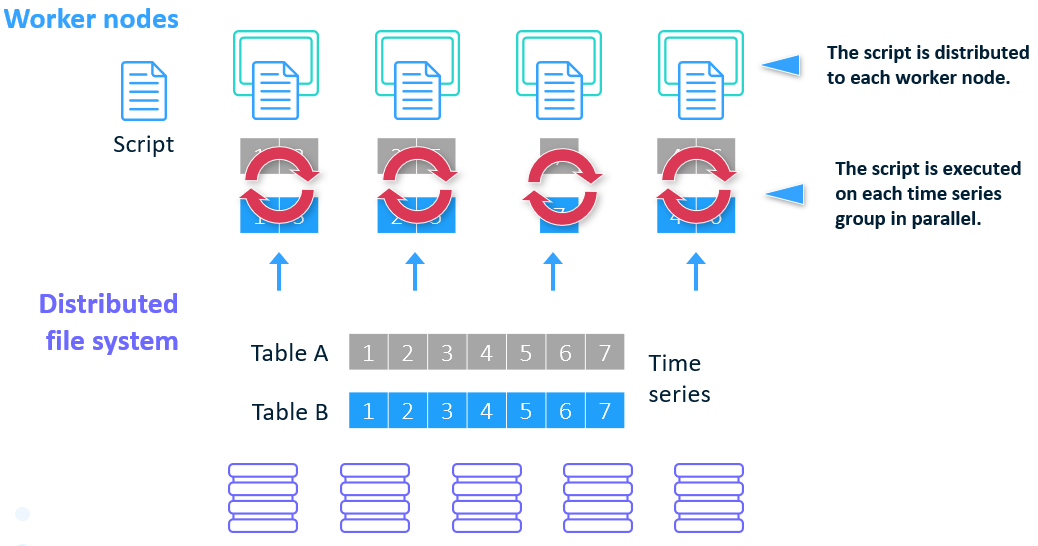 Worker nodes
The script is distributed
to each worker node.
Script
The script is executed
on each time series
group in parallel.
7
Distributed
file system
Table A 1 2 3 4 5 6 7
Time
series
Table B 1 2 3 4 5 6 7